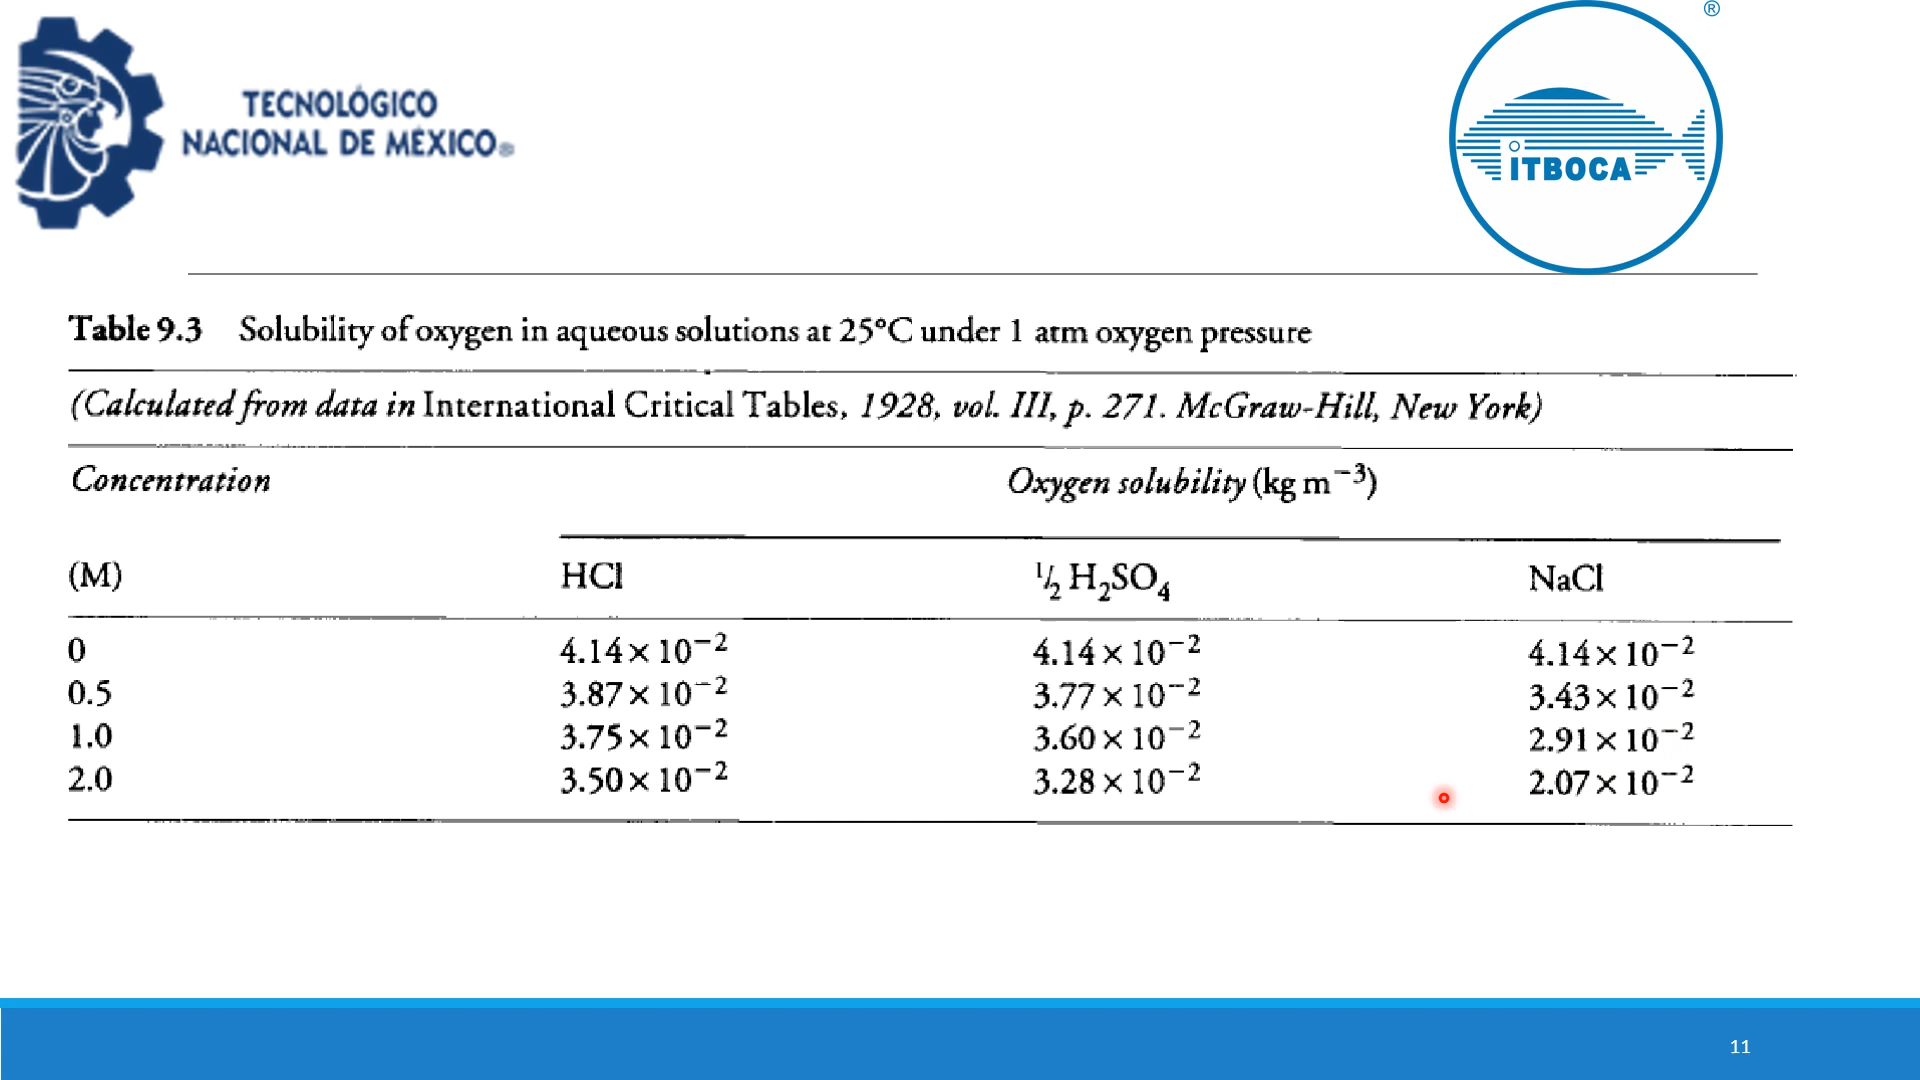 TECNOLÓGICO
NACIONAL DE MÉXICO®
®
ITBOCA
Table 9.3 Solubility of oxygen in aqueous solutions at 25°C under 1 atm oxygen pressure
(Calculated from data in International Critical Tables, 1928, vol. III, p. 271. McGraw-Hill, New York)
Concentration Oxygen solubility (kg m⁻³)
(M) HCl ½ H₂SO₄ NaCl
0 4.14 × 10⁻² 4.14 × 10⁻² 4.14 × 10⁻²
0.5 3.87 × 10⁻² 3.77 × 10⁻² 3.43 × 10⁻²
1.0 3.75 × 10⁻² 3.60 × 10⁻² 2.91 × 10⁻²
2.0 3.50 × 10⁻² 3.28 × 10⁻² 2.07 × 10⁻²
11